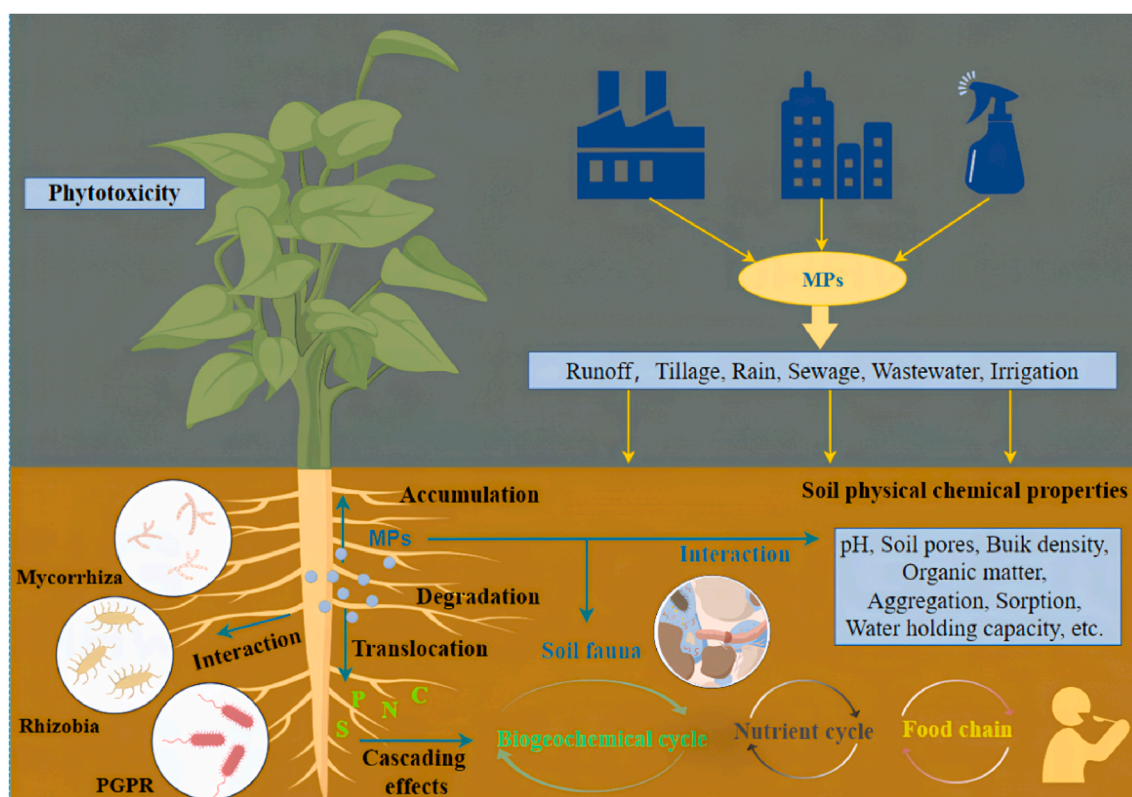 Phytotoxicity
MPs
Runoff, Tillage, Rain, Sewage, Wastewater, Irrigation
Accumulation
Soil physical chemical properties
MPs
Interaction
pH, Soil pores, Buik density,
Organic matter,
Aggregation, Sorption,
Water holding capacity, etc.
Mycorrhiza
Degradation
Interaction
Translocation
Soil fauna
Rhizobia
S P N C
Cascading
effects
Biogeochemical cycle
Nutrient cycle
Food chain
PGPR